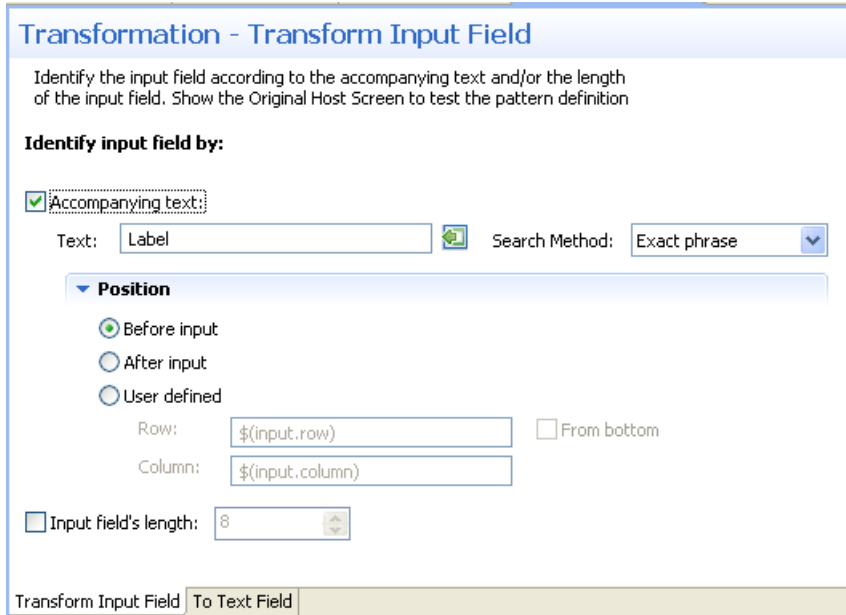 Transformation - Transform Input Field
Identify the input field according to the accompanying text and/or the length
of the input field. Show the Original Host Screen to test the pattern definition
Identify input field by:
Accompanying text:
Text: Label Search Method: Exact phrase
Position
Before input
After input
User defined
Row: $(input.row) From bottom
Column: $(input.column)
Input field's length: 8
Transform Input Field To Text Field